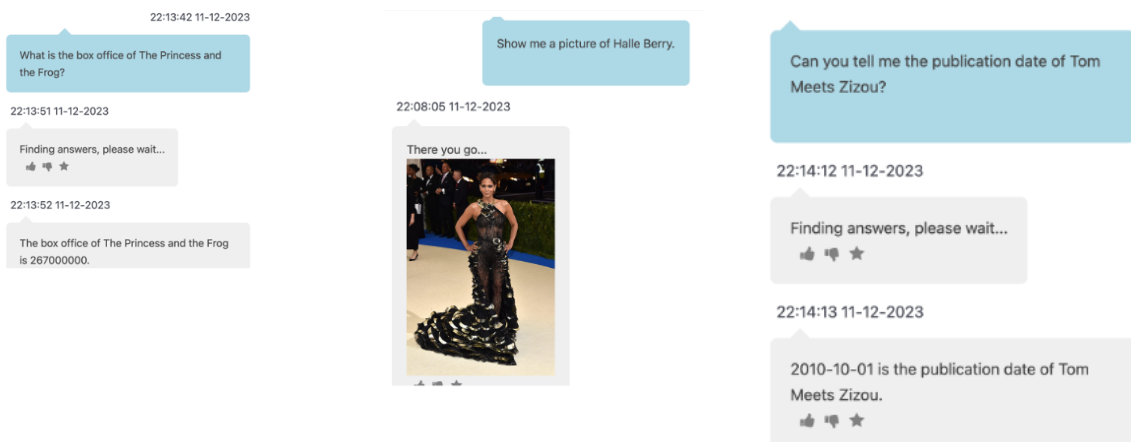 22:13:42 11-12-2023
What is the box office of The Princess and
the Frog?
22:13:51 11-12-2023
Finding answers, please wait...
22:13:52 11-12-2023
The box office of The Princess and the Frog
is 267000000.
Show me a picture of Halle Berry.
22:08:05 11-12-2023
There you go...
Can you tell me the publication date of Tom
Meets Zizou?
22:14:12 11-12-2023
Finding answers, please wait...
22:14:13 11-12-2023
2010-10-01 is the publication date of Tom
Meets Zizou.